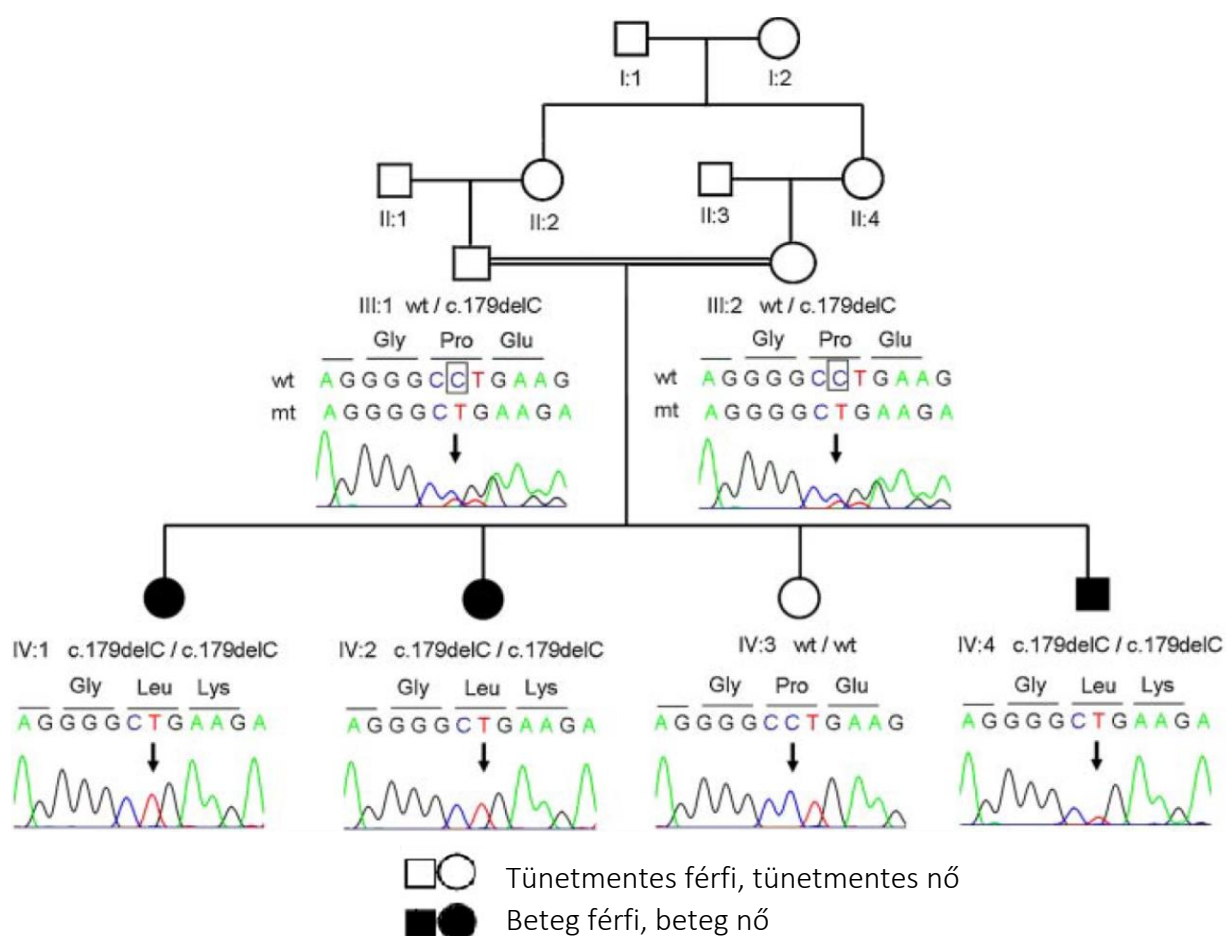 I:1 I:2
II:1 II:2 II:3 II:4
III:1 wt / c.179delC III:2 wt / c.179delC
Gly Pro Glu Gly Pro Glu
wt A G G G G C C T G A A G wt A G G G G C C T G A A G
mt A G G G G C T G A A G A mt A G G G G C T G A A G A
IV:1 c.179delC / c.179delC IV:2 c.179delC / c.179delC IV:3 wt / wt IV:4 c.179delC / c.179delC
Gly Leu Lys Gly Leu Lys Gly Pro Glu Gly Leu Lys
A G G G G C T G A A G A A G G G G C T G A A G A A G G G G C C T G A A G A G G G G C T G A A G A
Tünetmentes férfi, tünetmentes nő
Beteg férfi, beteg nő